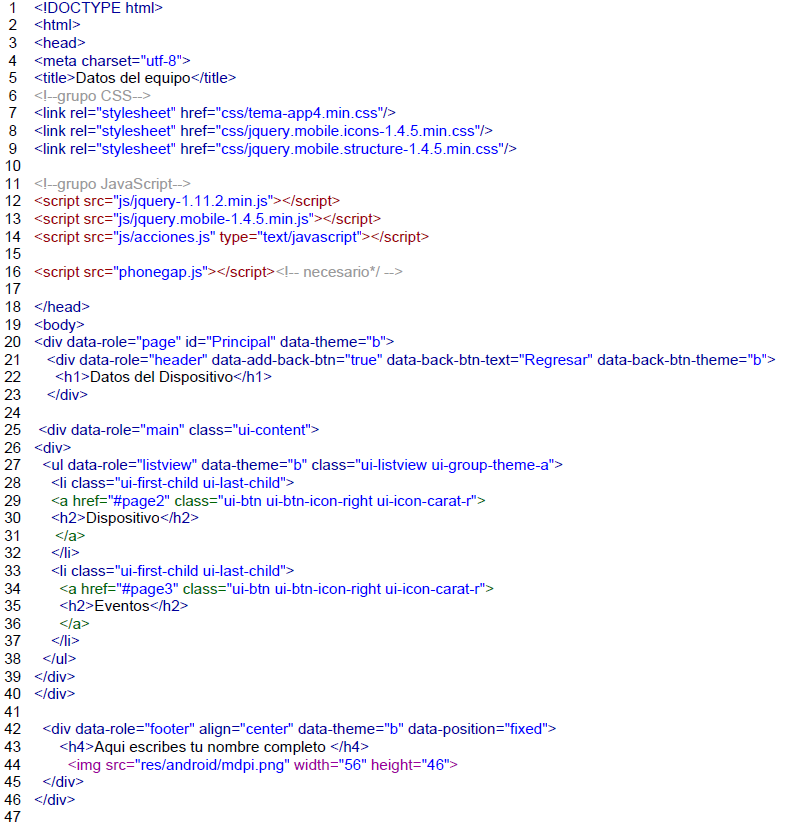 1 <!DOCTYPE html>
2 <html>
3 <head>
4 <meta charset="utf-8">
5 <title>Datos del equipo</title>
6 <!--grupo CSS-->
7 <link rel="stylesheet" href="css/tema-app4.min.css"/>
8 <link rel="stylesheet" href="css/jquery.mobile.icons-1.4.5.min.css"/>
9 <link rel="stylesheet" href="css/jquery.mobile.structure-1.4.5.min.css"/>
10
11 <!--grupo JavaScript-->
12 <script src="js/jquery-1.11.2.min.js"></script>
13 <script src="js/jquery.mobile-1.4.5.min.js"></script>
14 <script src="js/acciones.js" type="text/javascript"></script>
15
16 <script src="phonegap.js"></script><!-- necesario*/ -->
17
18 </head>
19 <body>
20 <div data-role="page" id="Principal" data-theme="b">
21 <div data-role="header" data-add-back-btn="true" data-back-btn-text="Regresar" data-back-btn-theme="b">
22 <h1>Datos del Dispositivo</h1>
23 </div>
24
25 <div data-role="main" class="ui-content">
26 <div>
27 <ul data-role="listview" data-theme="b" class="ui-listview ui-group-theme-a">
28 <li class="ui-first-child ui-last-child">
29 <a href="#page2" class="ui-btn ui-btn-icon-right ui-icon-carat-r">
30 <h2>Dispositivo</h2>
31 </a>
32 </li>
33 <li class="ui-first-child ui-last-child">
34 <a href="#page3" class="ui-btn ui-btn-icon-right ui-icon-carat-r">
35 <h2>Eventos</h2>
36 </a>
37 </li>
38 </ul>
39 </div>
40 </div>
41
42 <div data-role="footer" align="center" data-theme="b" data-position="fixed">
43 <h4>Aqui escribes tu nombre completo </h4>
44 <img src="res/android/mdpi.png" width="56" height="46">
45 </div>
46 </div>
47